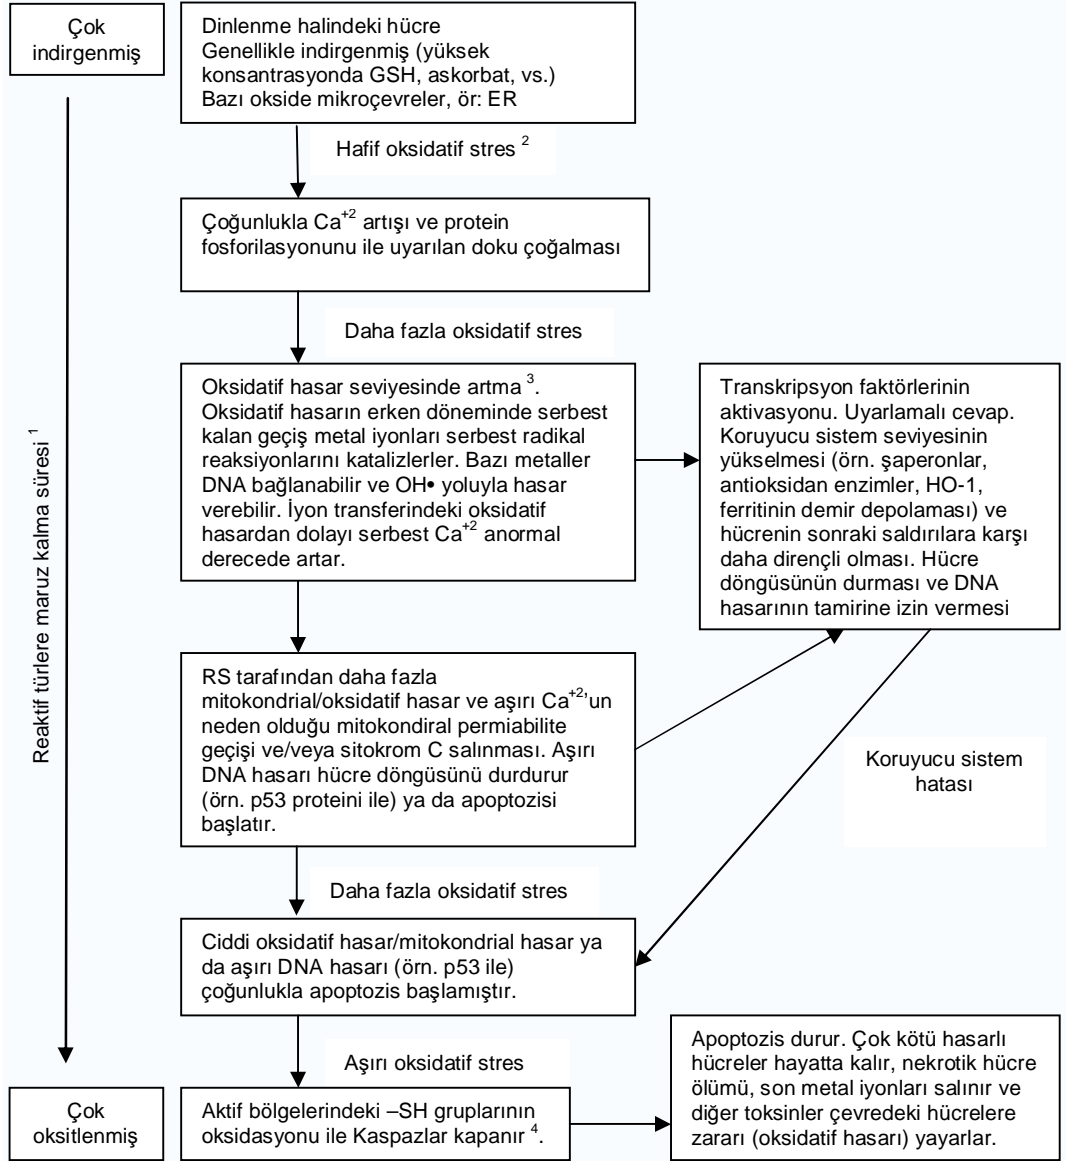 Çok
indirgenmiş
Dinlenme halindeki hücre
Genellikle indirgenmiş (yüksek
konsantrasyonda GSH, askorbat, vs.)
Bazı okside mikroçevreler, ör: ER
Hafif oksidatif stres ²
Çoğunlukla Ca⁺² artışı ve protein
fosforilasyonunu ile uyarılan doku çoğalması
Daha fazla oksidatif stres
Oksidatif hasar seviyesinde artma ³.
Oksidatif hasarın erken döneminde serbest
kalan geçiş metal iyonları serbest radikal
reaksiyonlarını katalizlerler. Bazı metaller
DNA bağlanabilir ve OH• yoluyla hasar
verebilir. İyon transferindeki oksidatif
hasardan dolayı serbest Ca⁺² anormal
derecede artar.
Transkripsyon faktörlerinin
aktivasyonu. Uyarlamalı cevap.
Koruyucu sistem seviyesinin
yükselmesi (örn. şaperonlar,
antioksidan enzimler, HO-1,
ferritinin demir depolaması) ve
hücrenin sonraki saldırılara karşı
daha dirençli olması. Hücre
döngüsünün durması ve DNA
hasarının tamirine izin vermesi
Reaktif türlere maruz kalma süresi ¹
RS tarafından daha fazla
mitokondrial/oksidatif hasar ve aşırı Ca⁺²'un
neden olduğu mitokondiral permiabilite
geçişi ve/veya sitokrom C salınması. Aşırı
DNA hasarı hücre döngüsünü durdurur
(örn. p53 proteini ile) ya da apoptozisi
başlatır.
Koruyucu sistem
hatası
Daha fazla oksidatif stres
Ciddi oksidatif hasar/mitokondrial hasar ya
da aşırı DNA hasarı (örn. p53 ile)
çoğunlukla apoptozis başlamıştır.
Aşırı oksidatif stres
Çok
oksitlenmiş
Aktif bölgelerindeki –SH gruplarının
oksidasyonu ile Kaspazlar kapanır ⁴.
Apoptozis durur. Çok kötü hasarlı
hücreler hayatta kalır, nekrotik hücre
ölümü, son metal iyonları salınır ve
diğer toksinler çevredeki hücrelere
zararı (oksidatif hasarı) yayarlar.